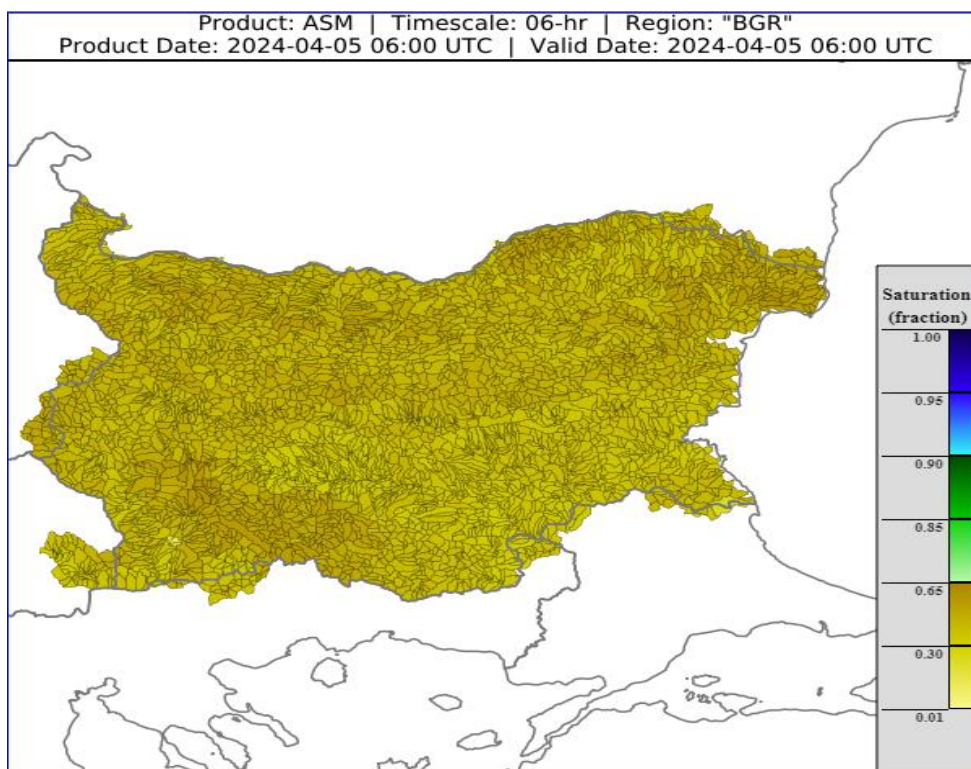 Product: ASM | Timescale: 06-hr | Region: "BGR"
Product Date: 2024-04-05 06:00 UTC | Valid Date: 2024-04-05 06:00 UTC
Saturation
(fraction)
1.00
0.95
0.90
0.85
0.65
0.30
0.01